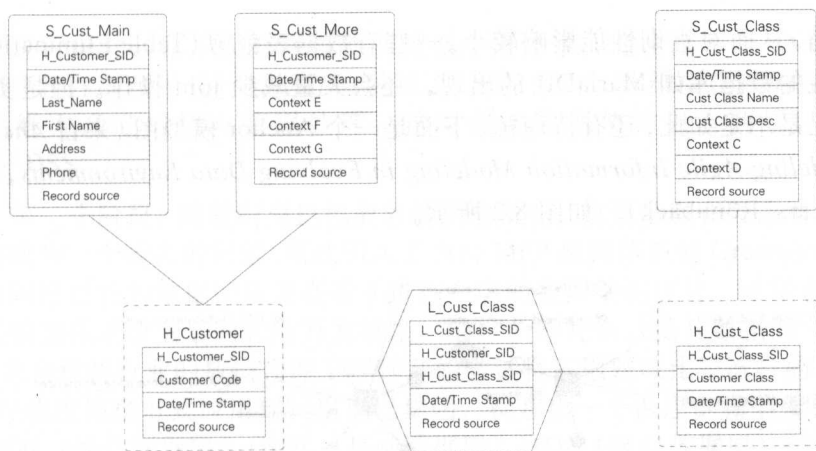 S_Cust_Main
H_Customer_SID
Date/Time Stamp
Last_Name
First Name
Address
Phone
Record source
S_Cust_More
H_Customer_SID
Date/Time Stamp
Context E
Context F
Context G
Record source
S_Cust_Class
H_Cust_Class_SID
Date/Time Stamp
Cust Class Name
Cust Class Desc
Context C
Context D
Record source
H_Customer
H_Customer_SID
Customer Code
Date/Time Stamp
Record source
L_Cust_Class
L_Cust_Class_SID
H_Customer_SID
H_Cust_Class_SID
Date/Time Stamp
Record source
H_Cust_Class
H_Cust_Class_SID
Customer Class
Date/Time Stamp
Record source